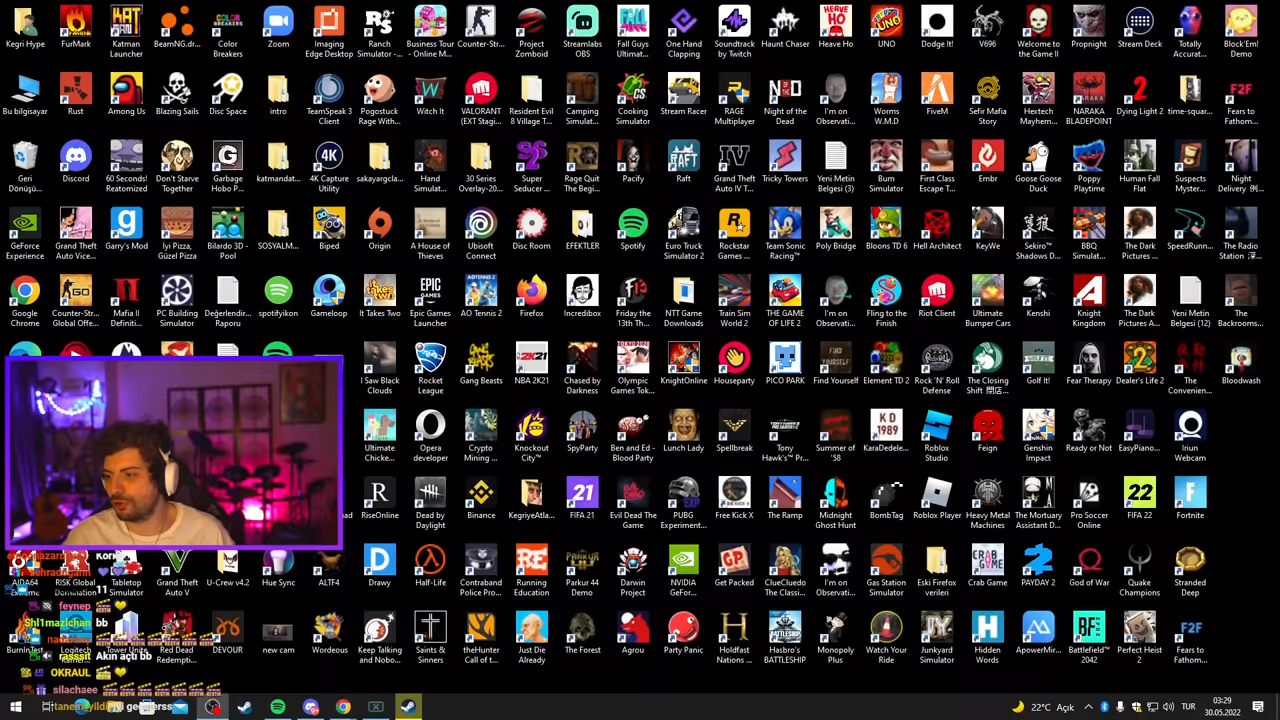 Kegri Hype
FurMark
Katman Launcher
BeamNG.dr...
Color Breakers
Zoom
Imaging Edge Desktop
Ranch Simulator -...
Business Tour - Online M...
Counter-Str...
Project Zomboid
Streamlabs OBS
Fall Guys Ultimat...
One Hand Clapping
Soundtrack by Twitch
Haunt Chaser
Heave Ho
UNO
Dodge It!
V696
Welcome to the Game II
Propnight
Stream Deck
Totally Accurat...
Block'Em! Demo
Bu bilgisayar
Rust
Among Us
Blazing Sails
Disc Space
intro
TeamSpeak 3 Client
Pogostuck Rage With...
Witch It
VALORANT (EXT Stagi...
Resident Evil 8 Village T...
Camping Simulat...
Cooking Simulator
Stream Racer
RAGE Multiplayer
Night of the Dead
I'm on Observati...
Worms W.M.D
FiveM
Sefir Mafia Story
Hextech Mayhem...
NARAKA BLADEPOINT
Dying Light 2
time-squar...
Fears to Fathom...
Geri Dönüşü...
Discord
60 Seconds! Reatomized
Don't Starve Together
Garbage Hobo P...
katmandat...
4K Capture Utility
sakayargcla...
Hand Simulat...
30 Series Overlay-20...
Super Seducer ...
Rage Quit The Begi...
Pacify
Raft
Grand Theft Auto IV T...
Tricky Towers
Yeni Metin Belgesi (3)
Bum Simulator
First Class Escape T...
Embr
Goose Goose Duck
Poppy Playtime
Human Fall Flat
Suspects Myster...
Night Delivery 例...
GeForce Experience
Grand Theft Auto Vice...
Garry's Mod
İyi Pizza, Güzel Pizza
Bilardo 3D - Pool
SOSYALM...
Biped
Origin
A House of Thieves
Ubisoft Connect
Disc Room
EFEKTLER
Spotify
Euro Truck Simulator 2
Rockstar Games ...
Team Sonic Racing™
Poly Bridge
Bloons TD 6
Hell Architect
KeyWe
Sekiro™ Shadows D...
BBQ Simulat...
The Dark Pictures ...
SpeedRunn...
The Radio Station
Google Chrome
Counter-Str... Global Offe...
Mafia II Definiti...
PC Building Simulator
Değerlendir... Raporu
spotifyikon
Gameloop
It Takes Two
Epic Games Launcher
AO Tennis 2
Firefox
Incredibox
Friday the 13th Th...
NTT Game Downloads
Train Sim World 2
THE GAME OF LIFE 2
I'm on Observati...
Fling to the Finish
Riot Client
Ultimate Bumper Cars
Kenshi
Knight Kingdom
The Dark Pictures A...
Yeni Metin Belgesi (12)
The Backrooms...
I Saw Black Clouds
Rocket League
Gang Beasts
NBA 2K21
Chased by Darkness
Olympic Games Tok...
KnightOnline
Houseparty
PICO PARK
Find Yourself
Element TD 2
Rock 'N' Roll Defense
The Closing Shift 閉店...
Golf It!
Fear Therapy
Dealer's Life 2
The Convenien...
Bloodwash
Ultimate Chicke...
Opera developer
Crypto Mining ...
Knockout City™
SpyParty
Ben and Ed - Blood Party
Lunch Lady
Spellbreak
Tony Hawk's™ Pr...
Summer of '58
KaraDedele...
Roblox Studio
Feign
Genshin Impact
Ready or Not
EasyPiano...
Iriun Webcam
RiseOnline
Dead by Daylight
Binance
KegriyeAtla...
FIFA 21
Evil Dead The Game
PUBG Experiment...
Free Kick X
The Ramp
Midnight Ghost Hunt
BombTag
Roblox Player
Heavy Metal Machines
The Mortuary Assistant D...
Pro Soccer Online
FIFA 22
Fortnite
AIDA64 Extreme
RISK Global Domination
Tabletop Simulator
Grand Theft Auto V
U-Crew v4.2
Hue Sync
ALTF4
Drawy
Half-Life
Contraband Police Pro...
Running Education
Parkur 44 Demo
Darwin Project
NVIDIA GeFor...
Get Packed
ClueCluedo The Classi...
I'm on Observati...
Gas Station Simulator
Eski Firefox verileri
Crab Game
PAYDAY 2
God of War
Quake Champions
Stranded Deep
BurnInTest
Logitech
Tower Unite
Red Dead Redempti...
DEVOUR
new cam
Wordeous
Keep Talking and Nobo...
Saints & Sinners
theHunter Call of t...
Just Die Already
The Forest
Agrou
Party Panic
Holdfast Nations ...
Hasbro's BATTLESHIP
Monopoly Plus
Watch Your Ride
Junkyard Simulator
Hidden Words
ApowerMir...
Battlefield™ 2042
Perfect Heist 2
Fears to Fathom...
feynep
Shl1mazlchan bb
rasssit Akın açtı bb
OKRAUL
silachaee
22°C Açık
TUR
03:29
30.05.2022